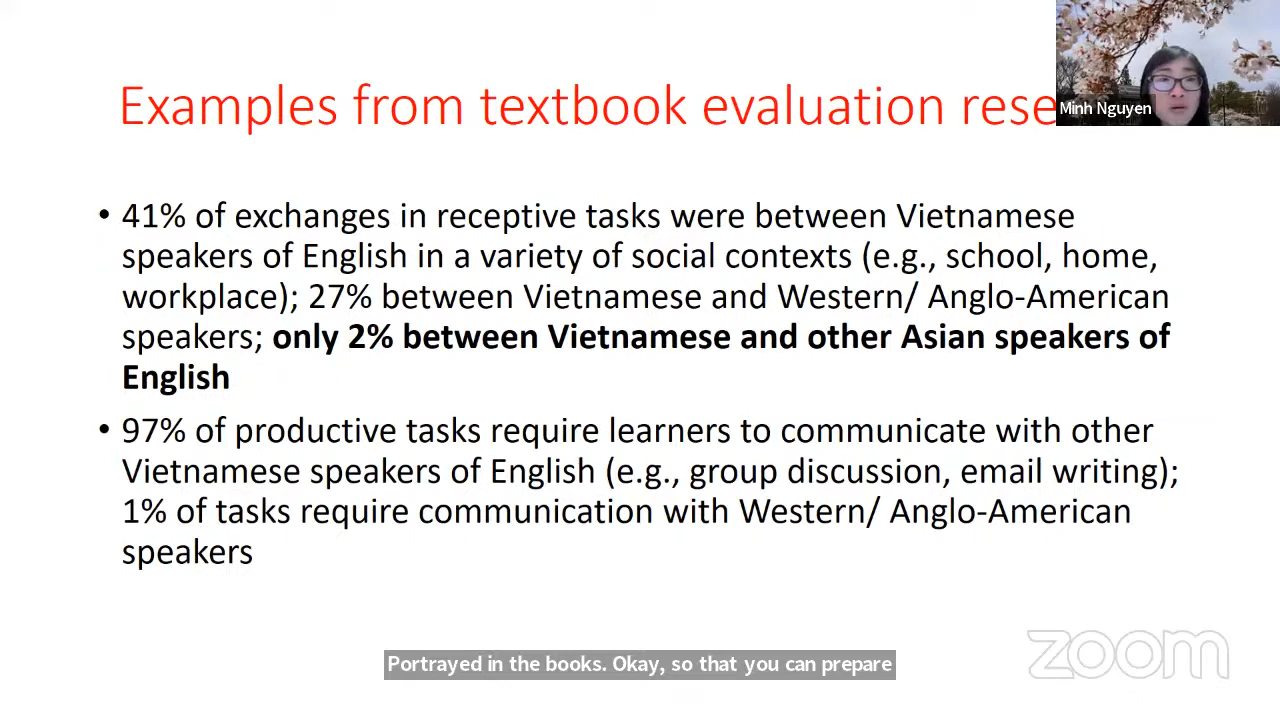 Examples from textbook evaluation rese
Minh Nguyen
• 41% of exchanges in receptive tasks were between Vietnamese
speakers of English in a variety of social contexts (e.g., school, home,
workplace); 27% between Vietnamese and Western/ Anglo-American
speakers; only 2% between Vietnamese and other Asian speakers of
English
• 97% of productive tasks require learners to communicate with other
Vietnamese speakers of English (e.g., group discussion, email writing);
1% of tasks require communication with Western/ Anglo-American
speakers
zoom
Portrayed in the books. Okay, so that you can prepare